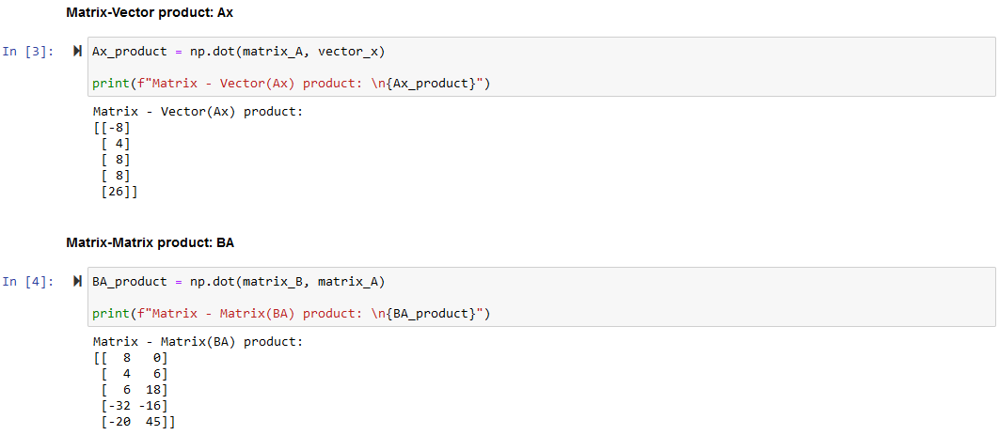 Matrix-Vector product: Ax
In [3]: Ax_product = np.dot(matrix_A, vector_x)
print(f"Matrix - Vector(Ax) product: \n{Ax_product}")
Matrix - Vector(Ax) product:
[[-8]
 [ 4]
 [ 8]
 [ 8]
 [26]]
Matrix-Matrix product: BA
In [4]: BA_product = np.dot(matrix_B, matrix_A)
print(f"Matrix - Matrix(BA) product: \n{BA_product}")
Matrix - Matrix(BA) product:
[[  8   0]
 [  4   6]
 [  6  18]
 [-32 -16]
 [-20  45]]